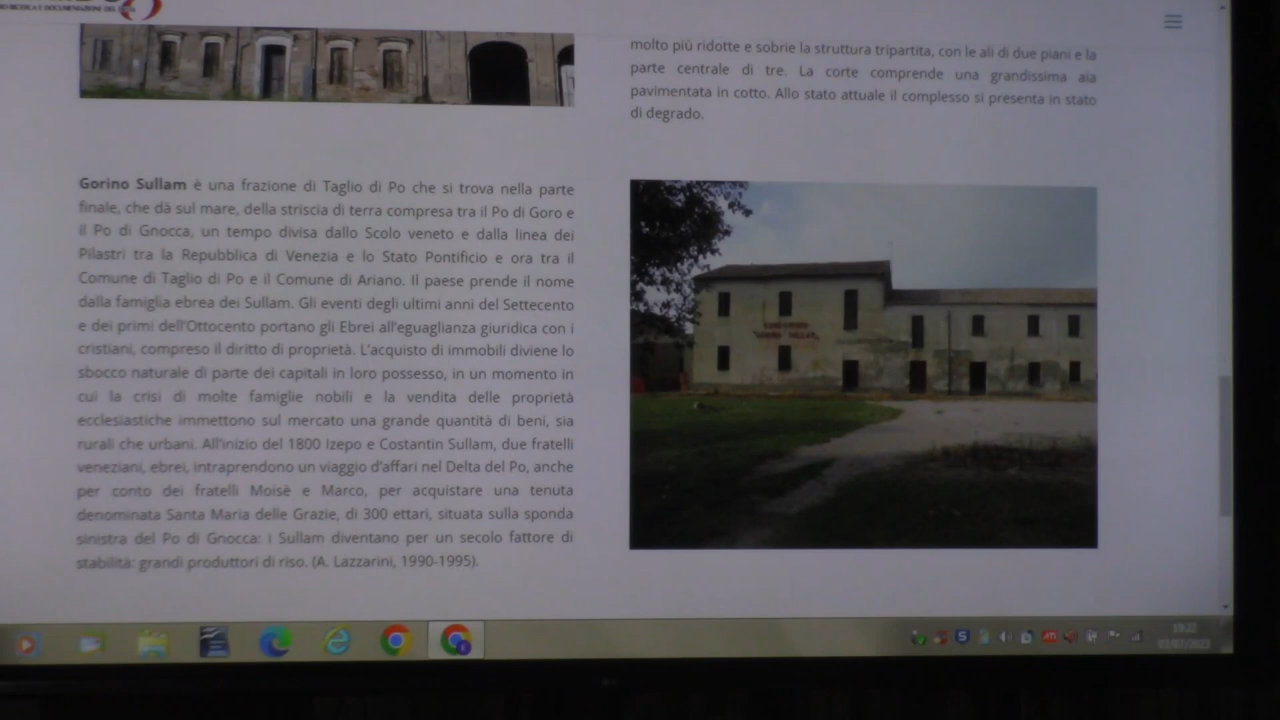 molto più ridotte e sobrie la struttura tripartita, con le ali di due piani e la
parte centrale di tre. La corte comprende una grandissima aia
pavimentata in cotto. Allo stato attuale il complesso si presenta in stato
di degrado.
Gorino Sullam è una frazione di Taglio di Po che si trova nella parte
finale, che dà sul mare, della striscia di terra compresa tra il Po di Goro e
il Po di Gnocca, un tempo divisa dallo Scolo veneto e dalla linea dei
Pilastri tra la Repubblica di Venezia e lo Stato Pontificio e ora tra il
Comune di Taglio di Po e il Comune di Ariano. Il paese prende il nome
dalla famiglia ebrea dei Sullam. Gli eventi degli ultimi anni del Settecento
e dei primi dell'Ottocento portano gli Ebrei all'eguaglianza giuridica con i
cristiani, compreso il diritto di proprietà. L'acquisto di immobili diviene lo
sbocco naturale di parte dei capitali in loro possesso, in un momento in
cui la crisi di molte famiglie nobili e la vendita delle proprietà
ecclesiastiche immettono sul mercato una grande quantità di beni, sia
rurali che urbani. All'inizio del 1800 Izepo e Costantin Sullam, due fratelli
veneziani, ebrei, intraprendono un viaggio d'affari nel Delta del Po, anche
per conto dei fratelli Moisè e Marco, per acquistare una tenuta
denominata Santa Maria delle Grazie, di 300 ettari, situata sulla sponda
sinistra del Po di Gnocca: i Sullam diventano per un secolo fattore di
stabilità: grandi produttori di riso. (A. Lazzarini, 1990-1995).
19:22
03/07/2023